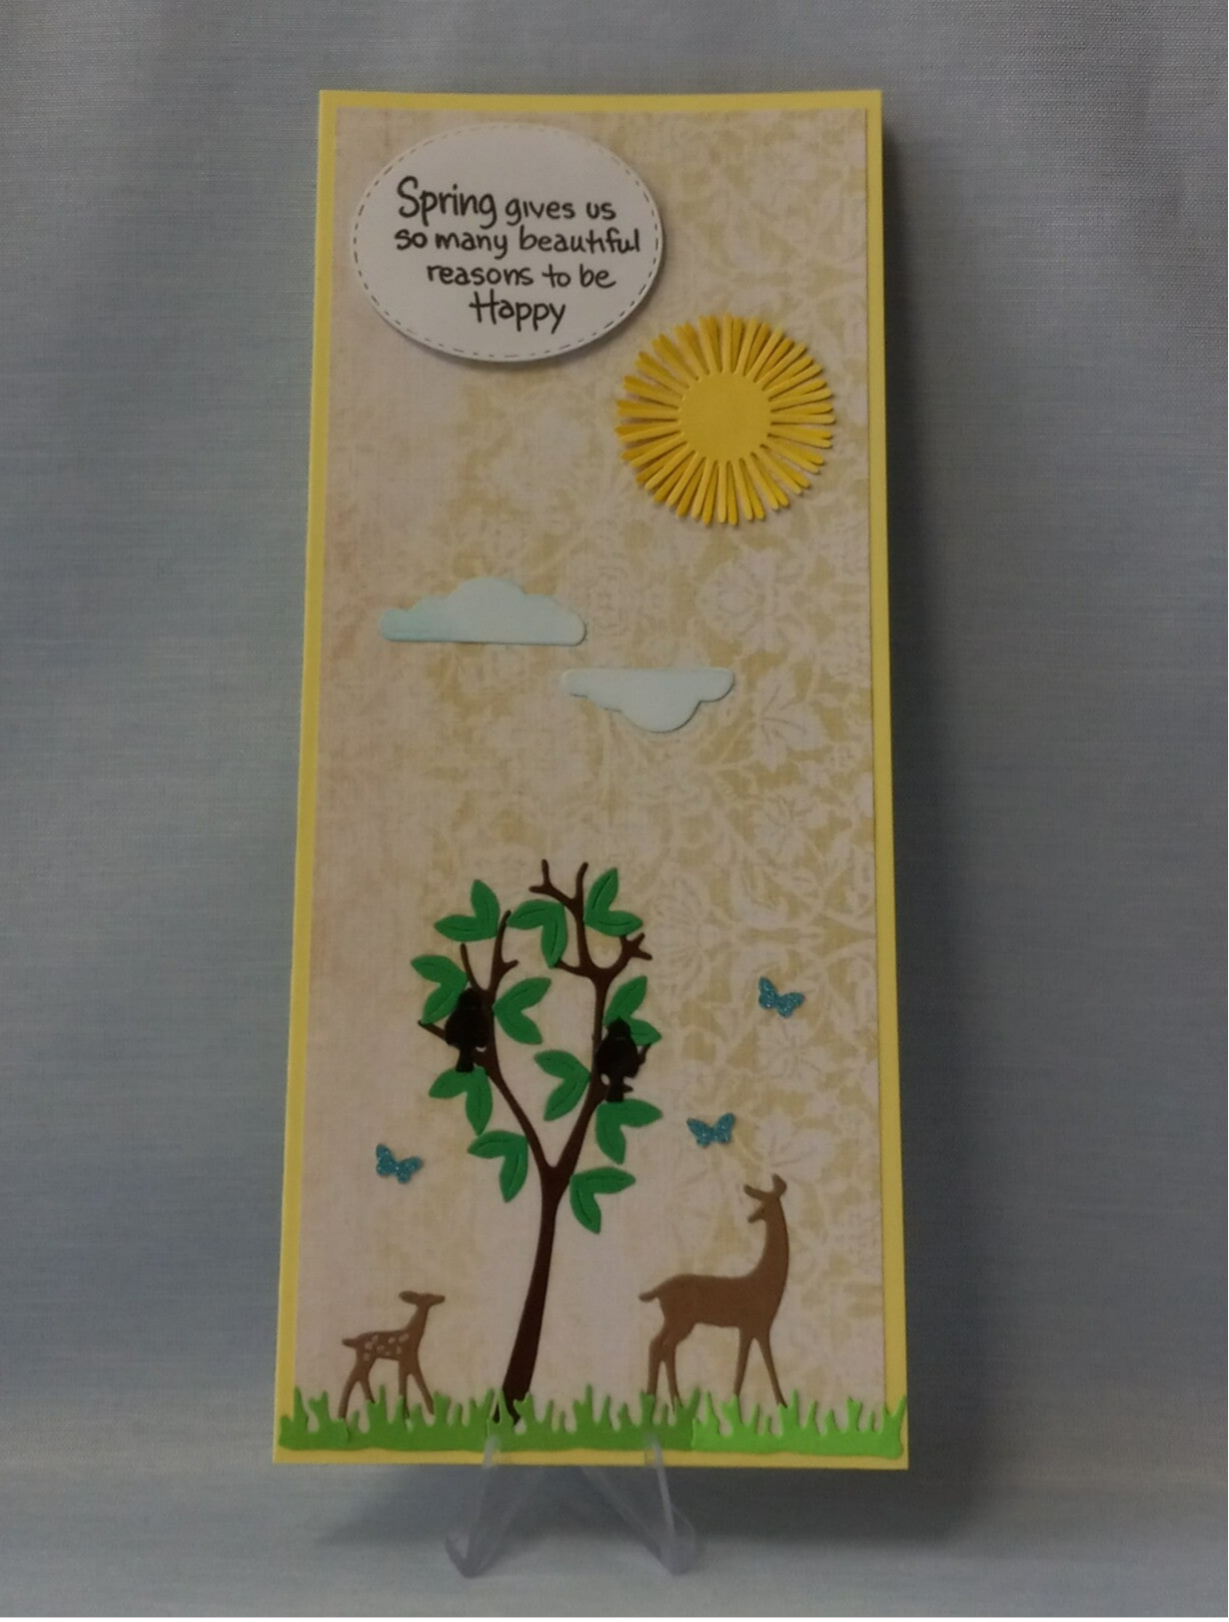 Spring gives us
so many beautiful
reasons to be
Happy